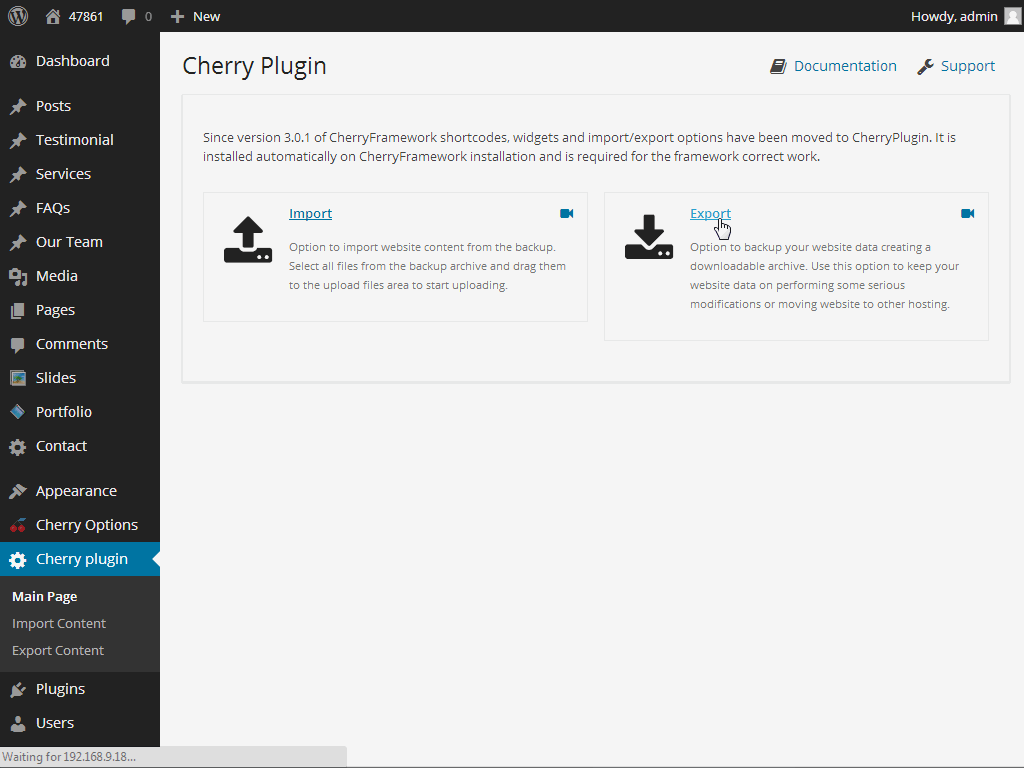 47861
0
New
Howdy, admin
Dashboard
Posts
Testimonial
Services
FAQs
Our Team
Media
Pages
Comments
Slides
Portfolio
Contact
Appearance
Cherry Options
Cherry plugin
Main Page
Import Content
Export Content
Plugins
Users
Waiting for 192.168.9.18...
Cherry Plugin
Documentation
Support
Since version 3.0.1 of CherryFramework shortcodes, widgets and import/export options have been moved to CherryPlugin. It is
installed automatically on CherryFramework installation and is required for the framework correct work.
Import
Option to import website content from the backup.
Select all files from the backup archive and drag them
to the upload files area to start uploading.
Export
Option to backup your website data creating a
downloadable archive. Use this option to keep your
website data on performing some serious
modifications or moving website to other hosting.